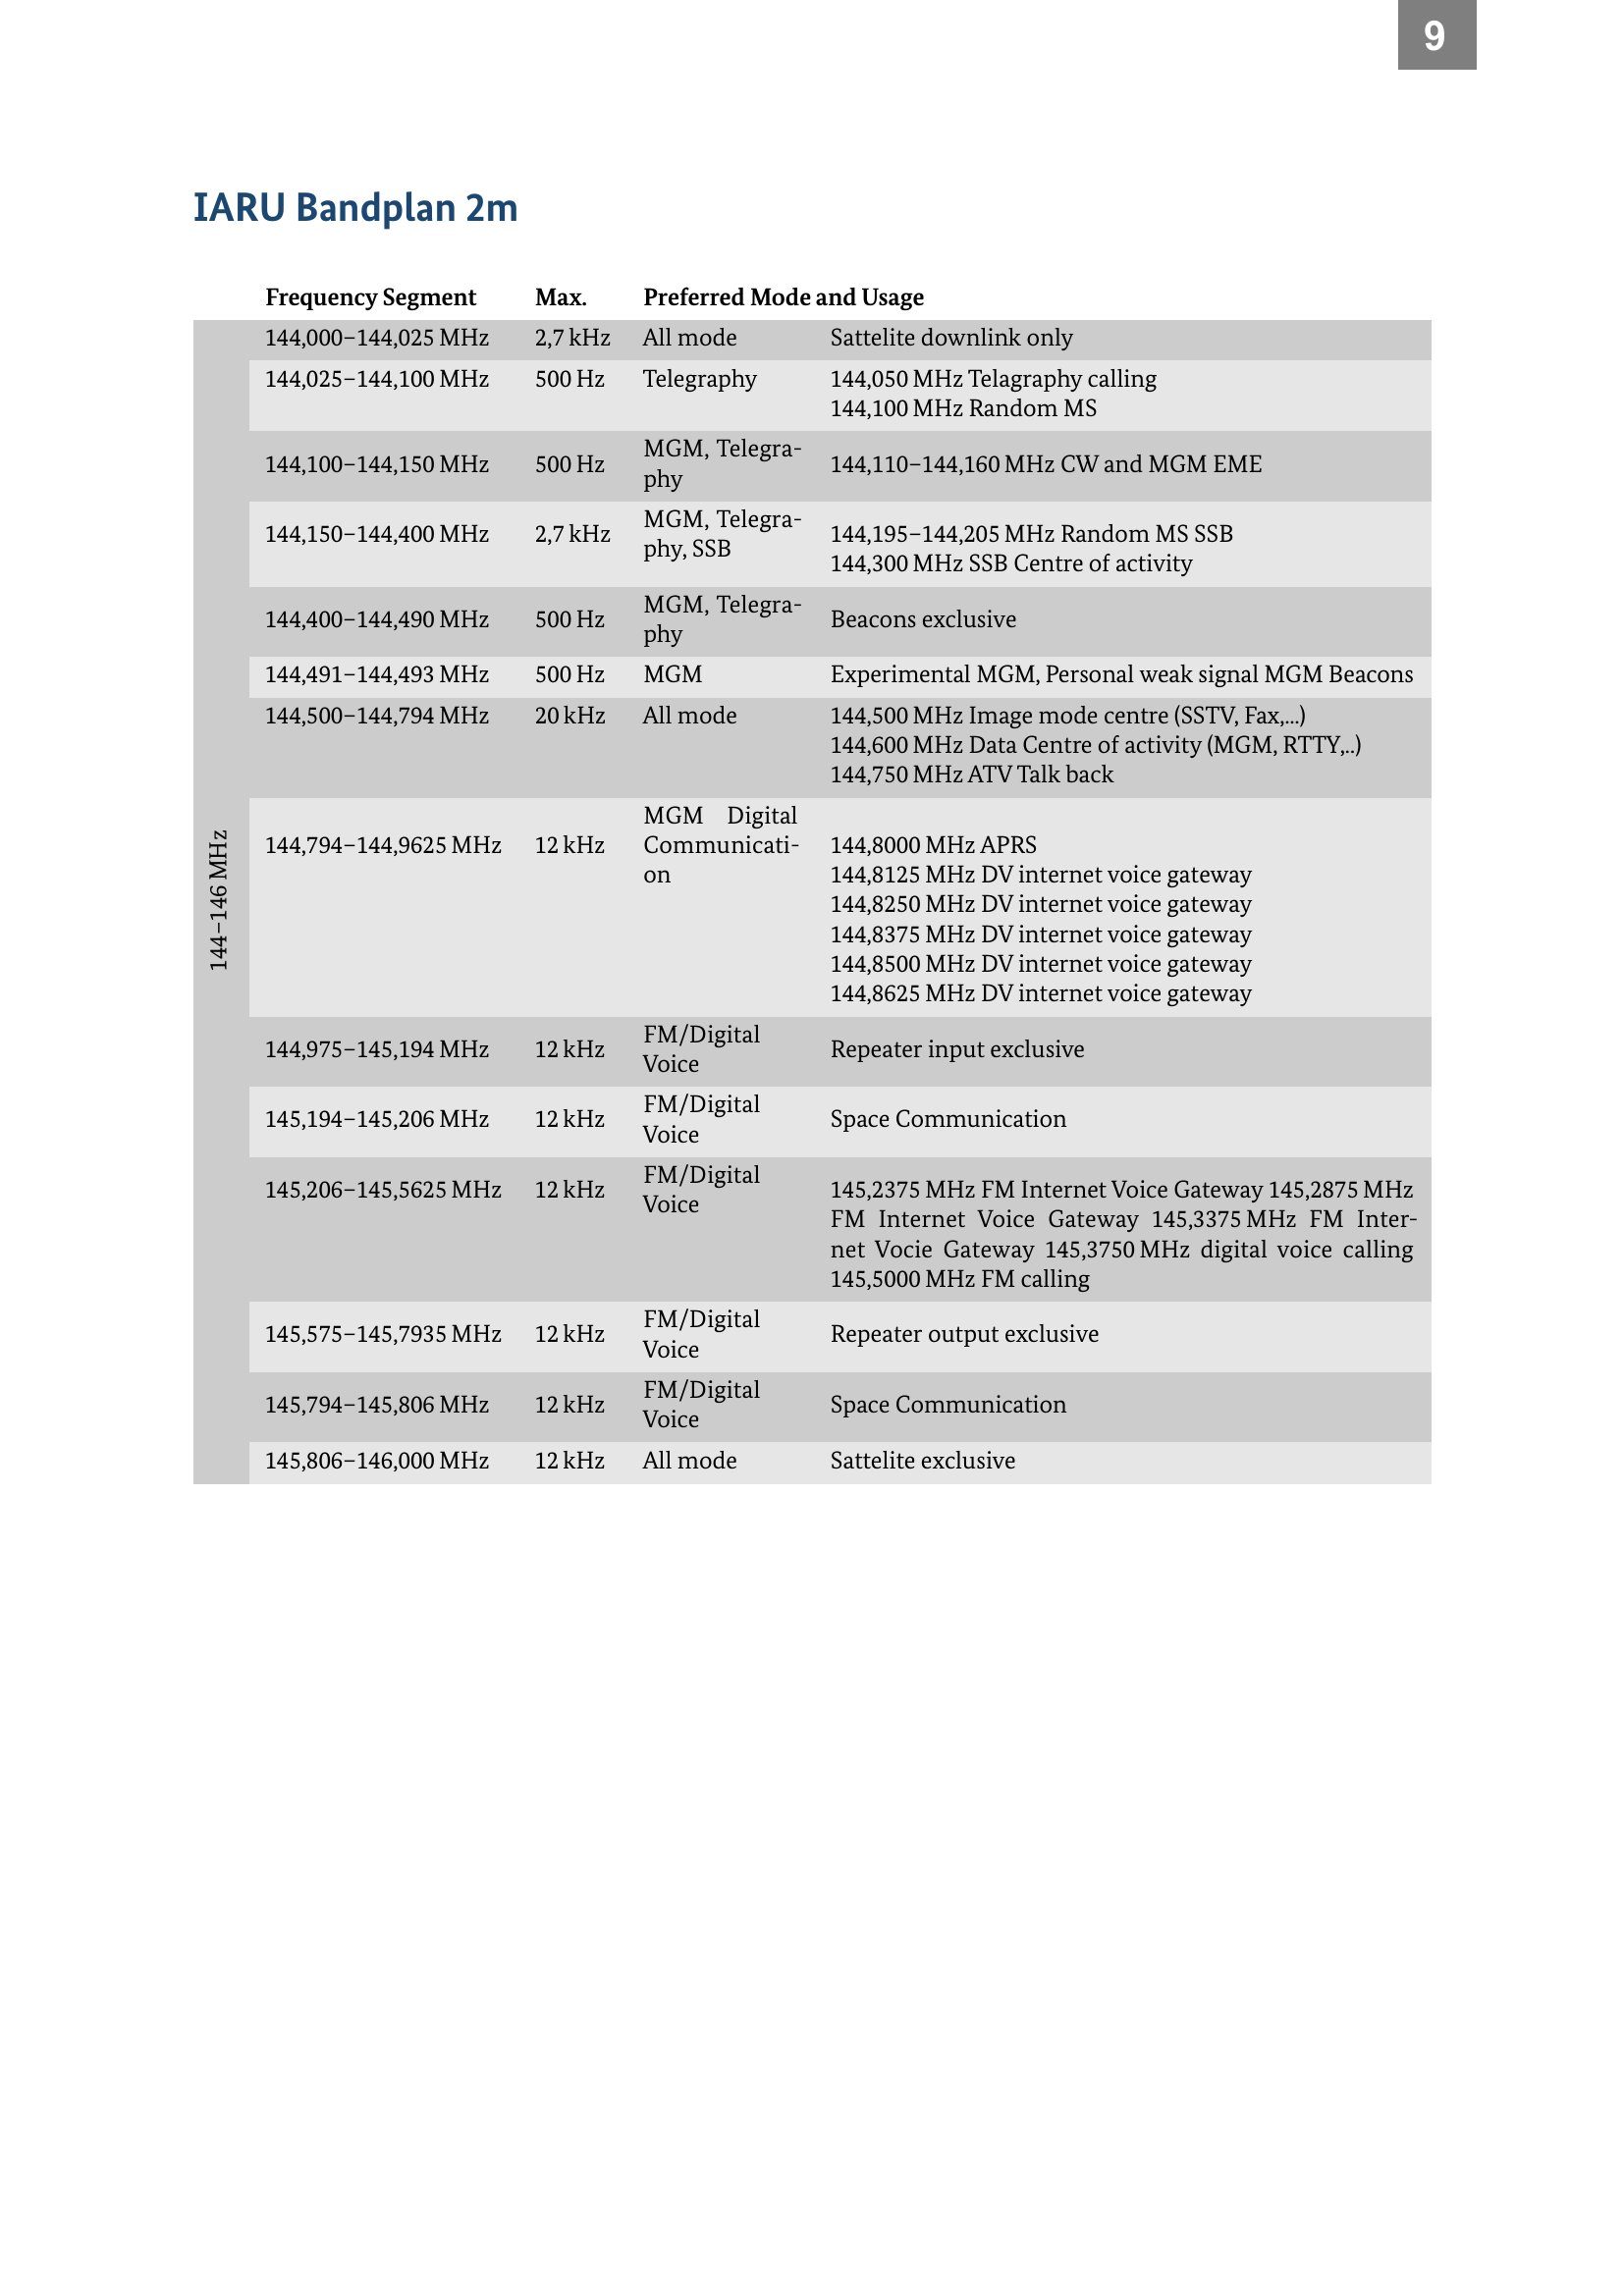 9
IARU Bandplan 2m
Frequency Segment Max. Preferred Mode and Usage
144–146 MHz
144,000–144,025 MHz 2,7 kHz All mode Sattelite downlink only
144,025–144,100 MHz 500 Hz Telegraphy 144,050 MHz Telagraphy calling
144,100 MHz Random MS
MGM, Telegra-
144,100–144,150 MHz 500 Hz phy 144,110–144,160 MHz CW and MGM EME
MGM, Telegra-
144,150–144,400 MHz 2,7 kHz phy, SSB 144,195–144,205 MHz Random MS SSB
144,300 MHz SSB Centre of activity
MGM, Telegra-
144,400–144,490 MHz 500 Hz phy Beacons exclusive
144,491–144,493 MHz 500 Hz MGM Experimental MGM, Personal weak signal MGM Beacons
144,500–144,794 MHz 20 kHz All mode 144,500 MHz Image mode centre (SSTV, Fax,...)
144,600 MHz Data Centre of activity (MGM, RTTY,..)
144,750 MHz ATV Talk back
MGM Digital
144,794–144,9625 MHz 12 kHz Communicati- 144,8000 MHz APRS
on 144,8125 MHz DV internet voice gateway
144,8250 MHz DV internet voice gateway
144,8375 MHz DV internet voice gateway
144,8500 MHz DV internet voice gateway
144,8625 MHz DV internet voice gateway
FM/Digital
144,975–145,194 MHz 12 kHz Voice Repeater input exclusive
FM/Digital
145,194–145,206 MHz 12 kHz Voice Space Communication
FM/Digital
145,206–145,5625 MHz 12 kHz Voice 145,2375 MHz FM Internet Voice Gateway 145,2875 MHz
FM Internet Voice Gateway 145,3375 MHz FM Inter-
net Vocie Gateway 145,3750 MHz digital voice calling
145,5000 MHz FM calling
FM/Digital
145,575–145,7935 MHz 12 kHz Voice Repeater output exclusive
FM/Digital
145,794–145,806 MHz 12 kHz Voice Space Communication
145,806–146,000 MHz 12 kHz All mode Sattelite exclusive